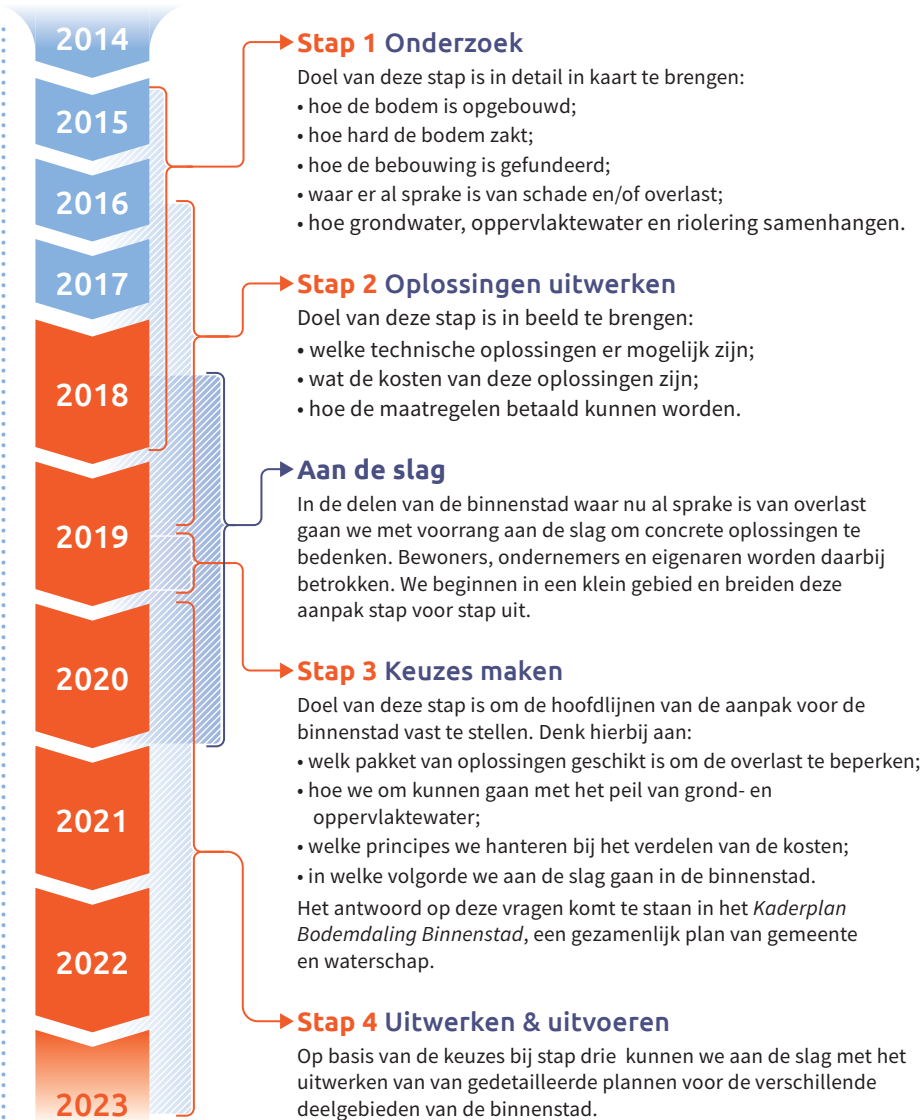 2014
2015
2016
2017
2018
2019
2020
2021
2022
2023
Stap 1 Onderzoek
Doel van deze stap is in detail in kaart te brengen:
• hoe de bodem is opgebouwd;
• hoe hard de bodem zakt;
• hoe de bebouwing is gefundeerd;
• waar er al sprake is van schade en/of overlast;
• hoe grondwater, oppervlaktewater en riolering samenhangen.
Stap 2 Oplossingen uitwerken
Doel van deze stap is in beeld te brengen:
• welke technische oplossingen er mogelijk zijn;
• wat de kosten van deze oplossingen zijn;
• hoe de maatregelen betaald kunnen worden.
Aan de slag
In de delen van de binnenstad waar nu al sprake is van overlast
gaan we met voorrang aan de slag om concrete oplossingen te
bedenken. Bewoners, ondernemers en eigenaren worden daarbij
betrokken. We beginnen in een klein gebied en breiden deze
aanpak stap voor stap uit.
Stap 3 Keuzes maken
Doel van deze stap is om de hoofdlijnen van de aanpak voor de
binnenstad vast te stellen. Denk hierbij aan:
• welk pakket van oplossingen geschikt is om de overlast te beperken;
• hoe we om kunnen gaan met het peil van grond- en
oppervlaktewater;
• welke principes we hanteren bij het verdelen van de kosten;
• in welke volgorde we aan de slag gaan in de binnenstad.
Het antwoord op deze vragen komt te staan in het Kaderplan
Bodemdaling Binnenstad, een gezamenlijk plan van gemeente
en waterschap.
Stap 4 Uitwerken & uitvoeren
Op basis van de keuzes bij stap drie kunnen we aan de slag met het
uitwerken van van gedetailleerde plannen voor de verschillende
deelgebieden van de binnenstad.